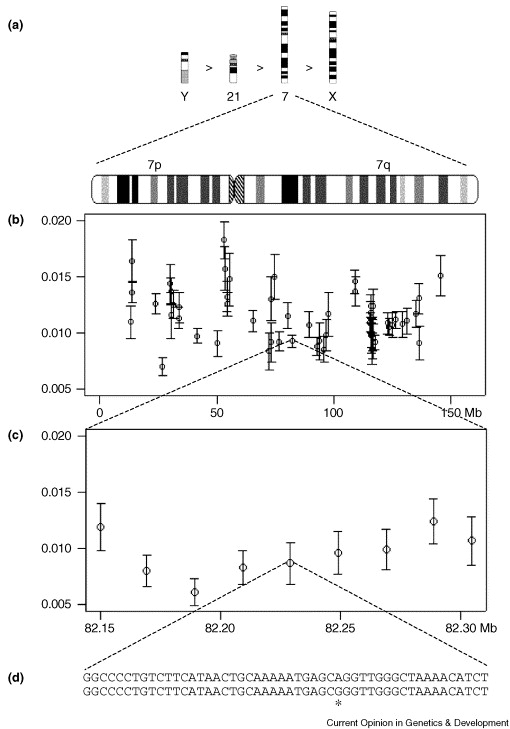 (a)
> > >
Y 21 7 X
7p 7q
(b)
0.020
0.015
0.010
0.005
0 50 100 150 Mb
(c)
0.020
0.015
0.010
0.005
82.15 82.20 82.25 82.30 Mb
(d)
GGCCCCTGTCTTCATAACTGCAAAAATGAGCAGGTTGGGCTAAAACATCT
GGCCCCTGTCTTCATAACTGCAAAAATGAGCGGGTTGGGCTAAAACATCT
*
Current Opinion in Genetics & Development